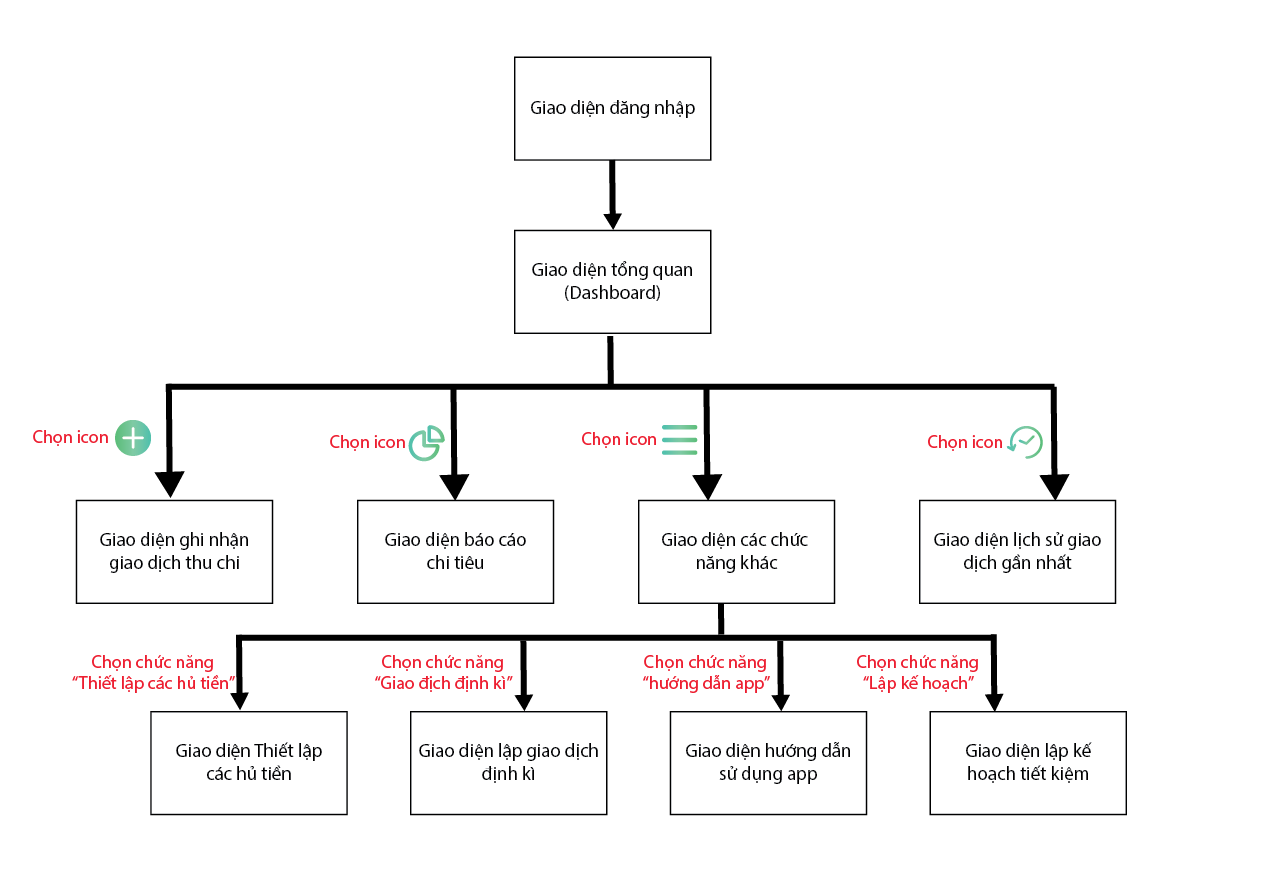 Giao diện dăng nhập
Giao diện tổng quan
(Dashboard)
Chọn icon
Chọn icon
Chọn icon
Chọn icon
Giao diện ghi nhận
giao dịch thu chi
Giao diện báo cáo
chi tiêu
Giao diện các chức
năng khác
Giao diện lịch sử giao
dịch gần nhất
Chọn chức năng
“Thiết lập các hủ tiền”
Chọn chức năng
“Giao địch định kì”
Chọn chức năng
“hướng dẫn app”
Chọn chức năng
“Lập kế hoạch”
Giao diện Thiết lập
các hủ tiền
Giao diện lập giao dịch
định kì
Giao diện hướng dẫn
sử dụng app
Giao diện lập kế
hoạch tiết kiệm